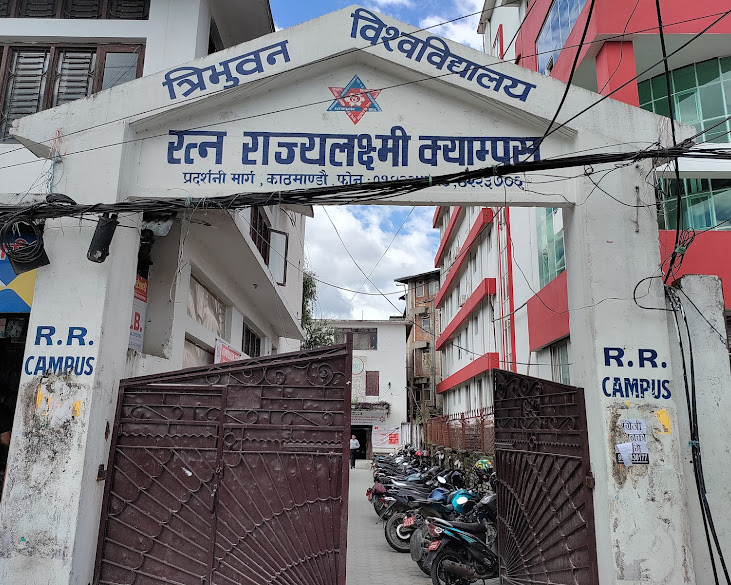 त्रिभुवन विश्वविद्यालय
रत्न राज्यलक्ष्मी क्याम्पस
प्रदर्शनी मार्ग, काठमाण्डौ, फोन
R.R.
CAMPUS
R.R.
CAMPUS